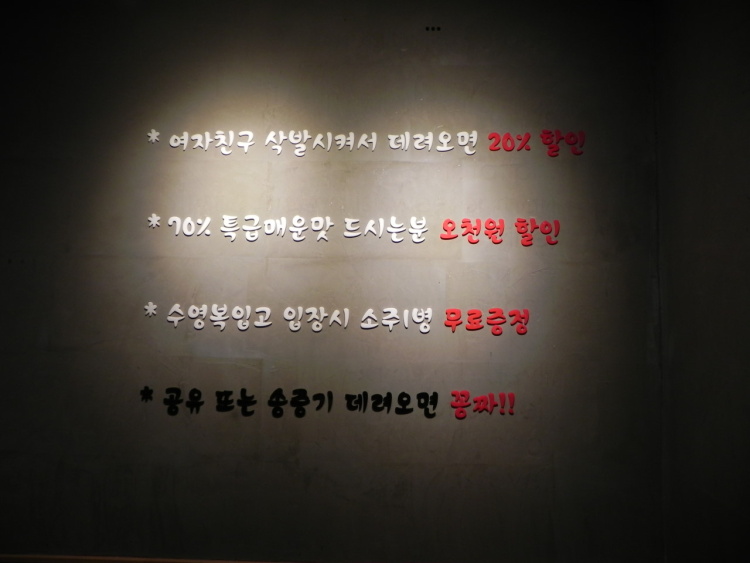 * 여자친구 삭발시켜서 데려오면 20% 할인
* 70% 특급매운맛 드시는분 오천원 할인
* 수영복입고 입장시 소주1병 무료증정
* 공유 또는 송중기 데려오면 꽁짜!!